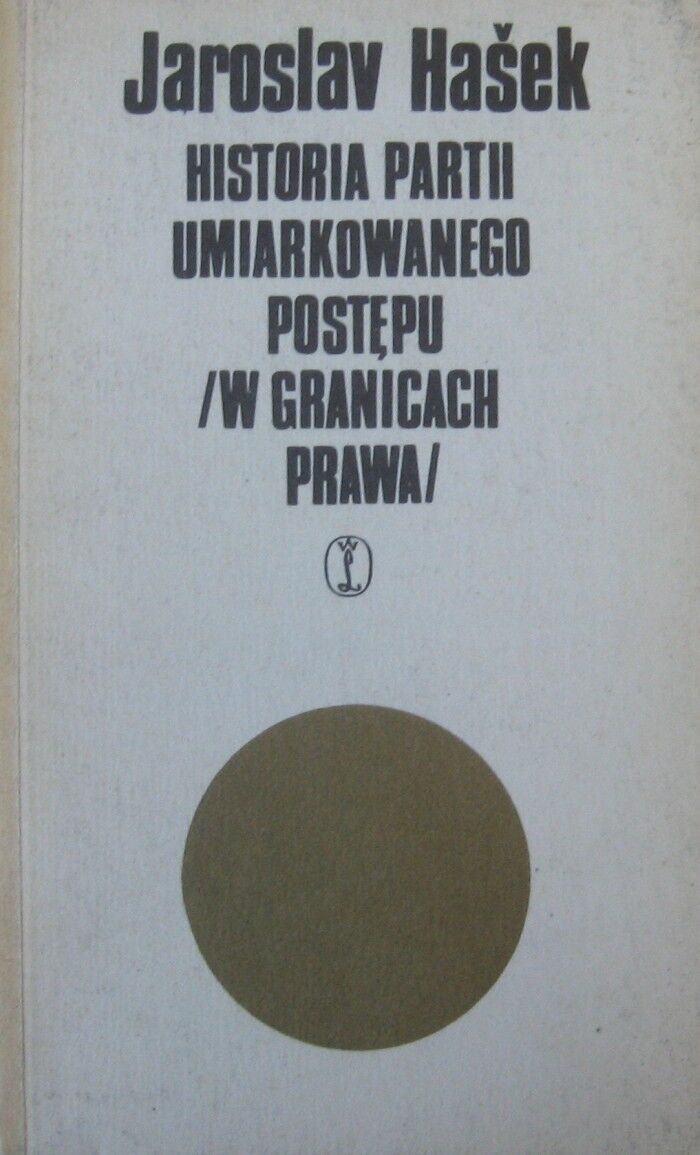 Jaroslav Hašek
HISTORIA PARTII
UMIARKOWANEGO
POSTĘPU
/W GRANICACH
PRAWA/
W
L